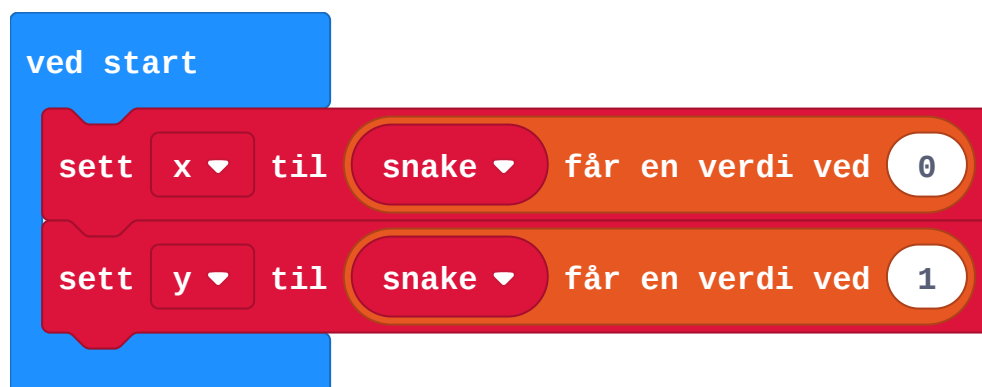 ved start
sett x til snake får en verdi ved 0
sett y til snake får en verdi ved 1